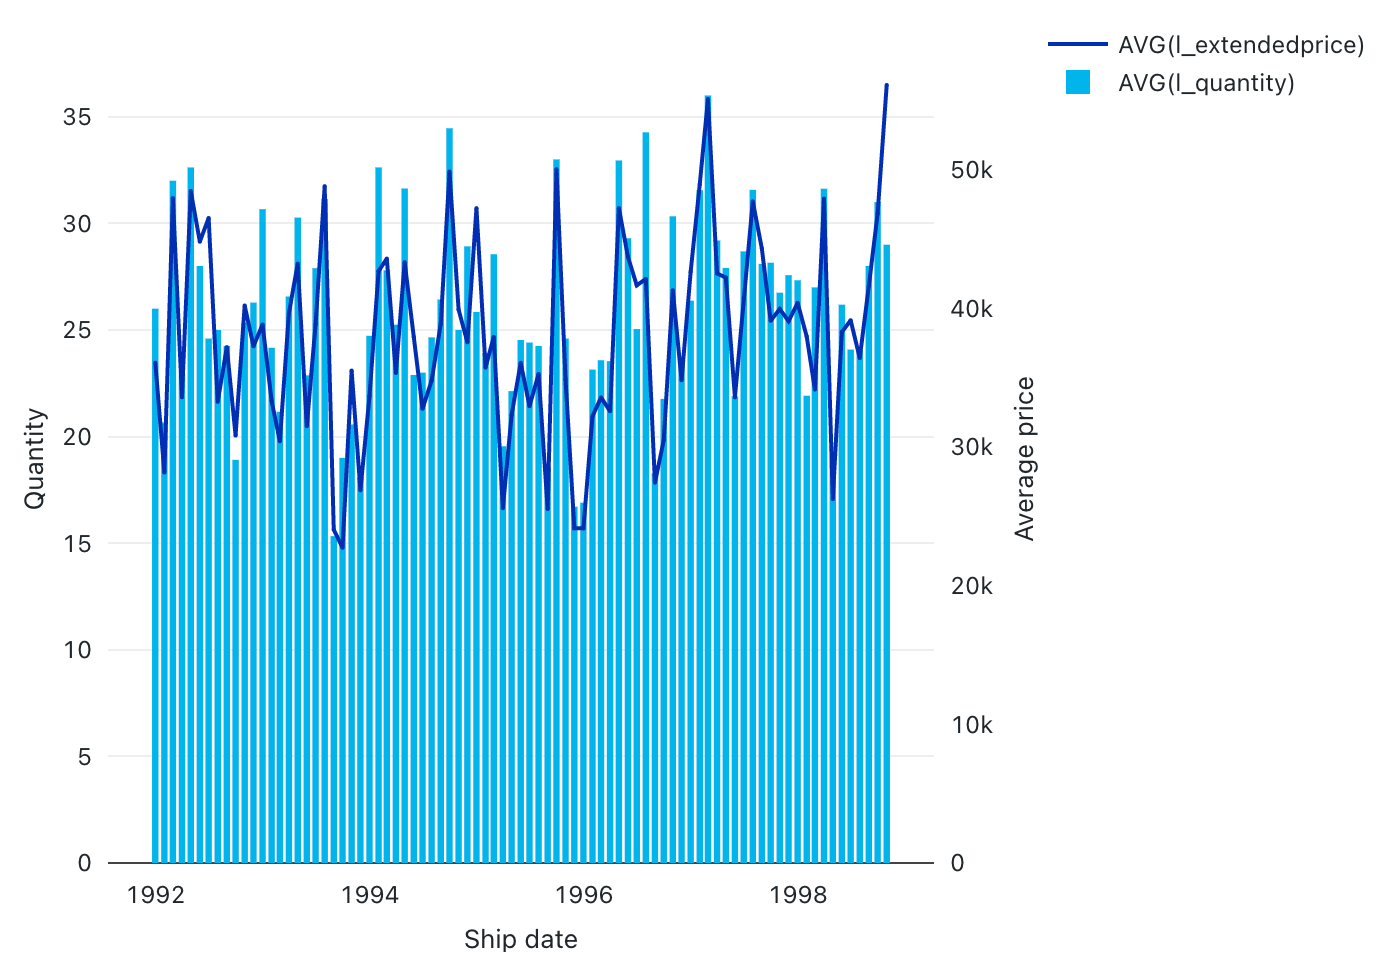 AVG(l_extendedprice)
AVG(l_quantity)
35
30
25
20
15
10
5
0
Quantity
50k
40k
30k
20k
10k
0
Average price
1992
1994
1996
1998
Ship date